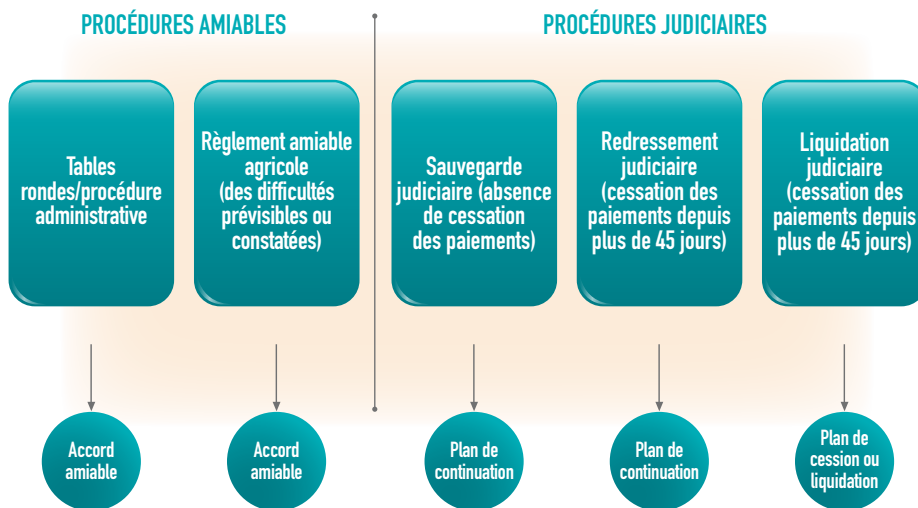 PROCÉDURES AMIABLES
PROCÉDURES JUDICIAIRES
Tables
rondes/procédure
administrative
Règlement amiable
agricole
(des difficultés
prévisibles ou
constatées)
Sauvegarde
judiciaire (absence
de cessation
des paiements)
Redressement
judiciaire
(cessation des
paiements depuis
plus de 45 jours)
Liquidation
judiciaire
(cessation des
paiements depuis
plus de 45 jours)
Accord
amiable
Accord
amiable
Plan de
continuation
Plan de
continuation
Plan de
cession ou
liquidation